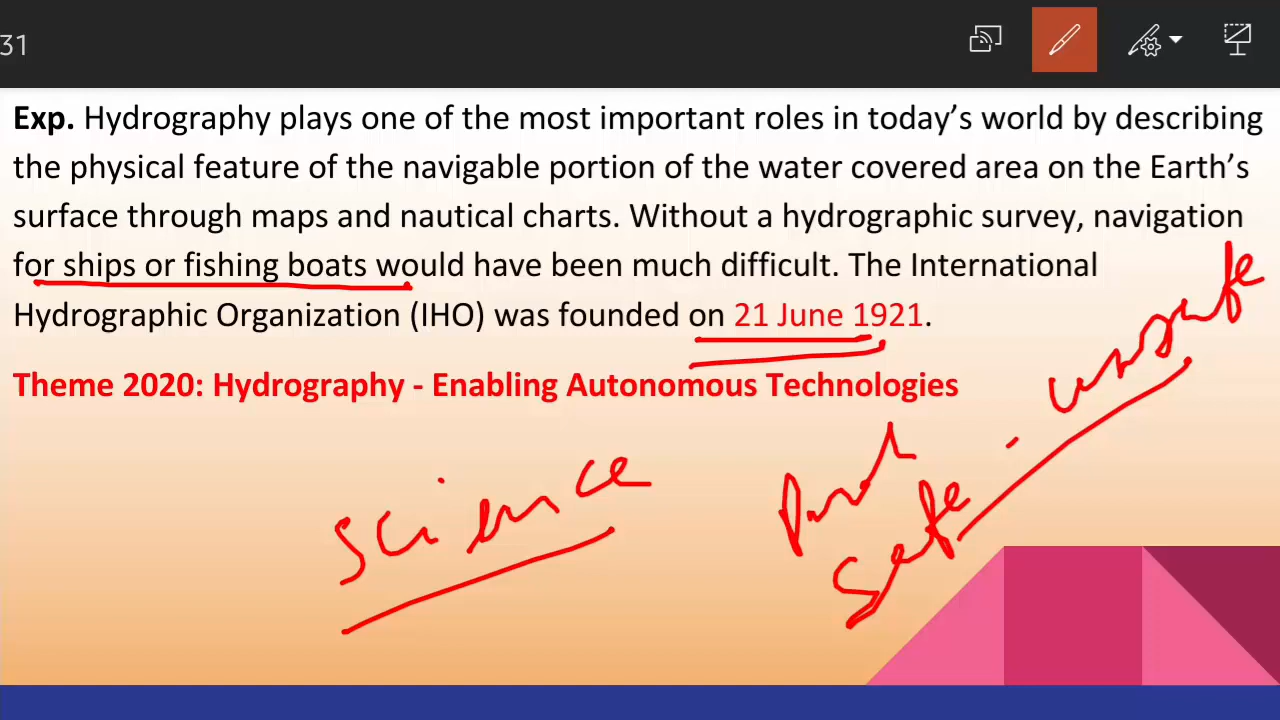 31
Exp. Hydrography plays one of the most important roles in today’s world by describing
the physical feature of the navigable portion of the water covered area on the Earth’s
surface through maps and nautical charts. Without a hydrographic survey, navigation
for ships or fishing boats would have been much difficult. The International
Hydrographic Organization (IHO) was founded on 21 June 1921.
Theme 2020: Hydrography - Enabling Autonomous Technologies
unsafe
science
safe